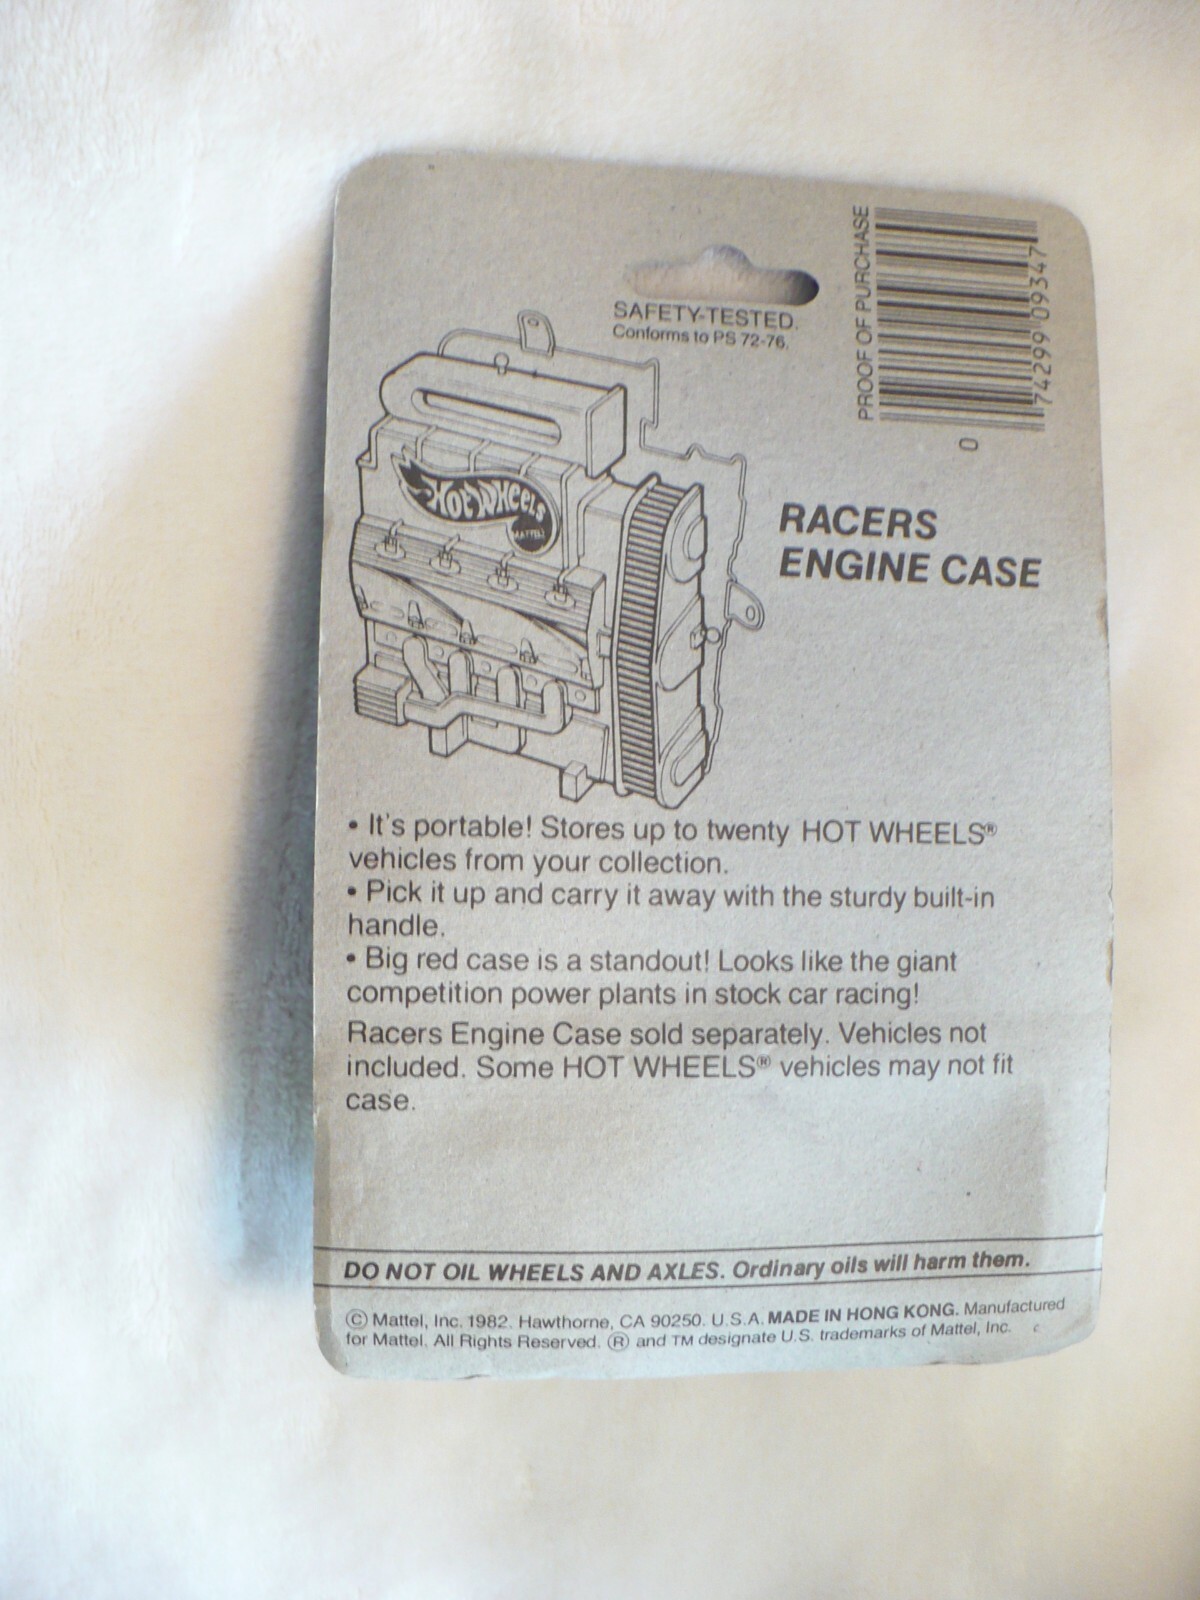 PROOF OF PURCHASE
0 74299 09347
SAFETY-TESTED.
Conforms to PS 72-76.
HOT WHEELS
MATTEL
RACERS
ENGINE CASE
• It's portable! Stores up to twenty HOT WHEELS®
vehicles from your collection.
• Pick it up and carry it away with the sturdy built-in
handle.
• Big red case is a standout! Looks like the giant
competition power plants in stock car racing!
Racers Engine Case sold separately. Vehicles not
included. Some HOT WHEELS® vehicles may not fit
case.
DO NOT OIL WHEELS AND AXLES. Ordinary oils will harm them.
© Mattel, Inc. 1982. Hawthorne, CA 90250. U.S.A. MADE IN HONG KONG. Manufactured
for Mattel. All Rights Reserved. ® and TM designate U.S. trademarks of Mattel, Inc.